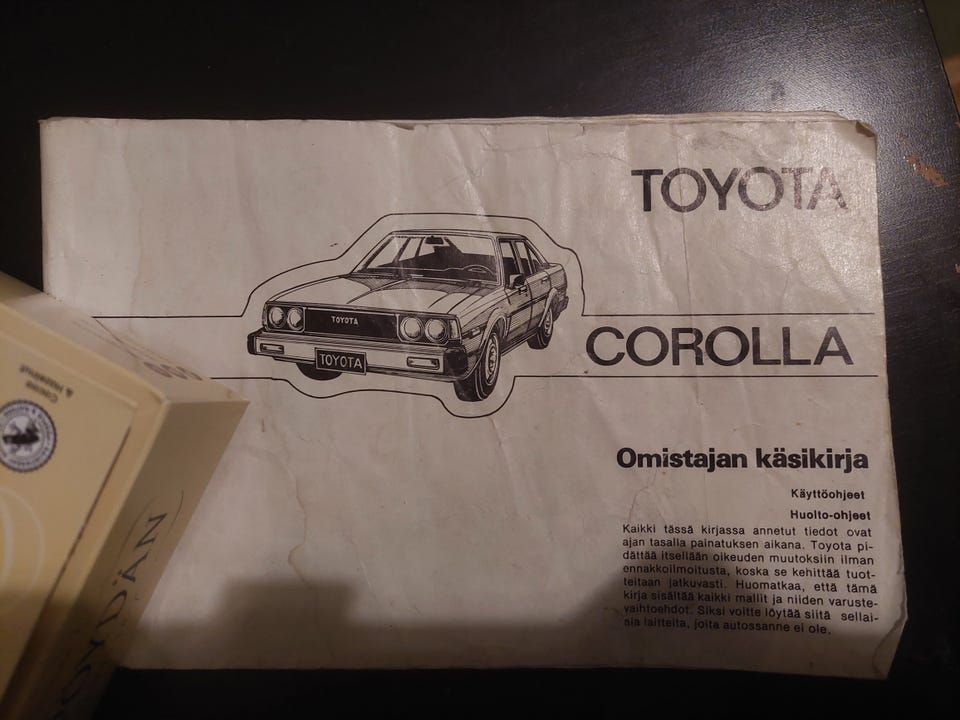 TOYOTA
TOYOTA
TOYOTA
COROLLA
Omistajan käsikirja
Käyttöohjeet
Huolto-ohjeet
Kaikki tässä kirjassa annetut tiedot ovat
ajan tasalla painatuksen aikana. Toyota pi-
dättää itsellään oikeuden muutoksiin ilman
ennakkoilmoitusta, koska se kehittää tuot-
teitaan jatkuvasti. Huomatkaa, että tämä
kirja sisältää kaikki mallit ja niiden varuste-
vaihtoehdot. Siksi voitte löytää siitä sellai-
sia laitteita, joita autossanne ei ole.
& Hazelnut